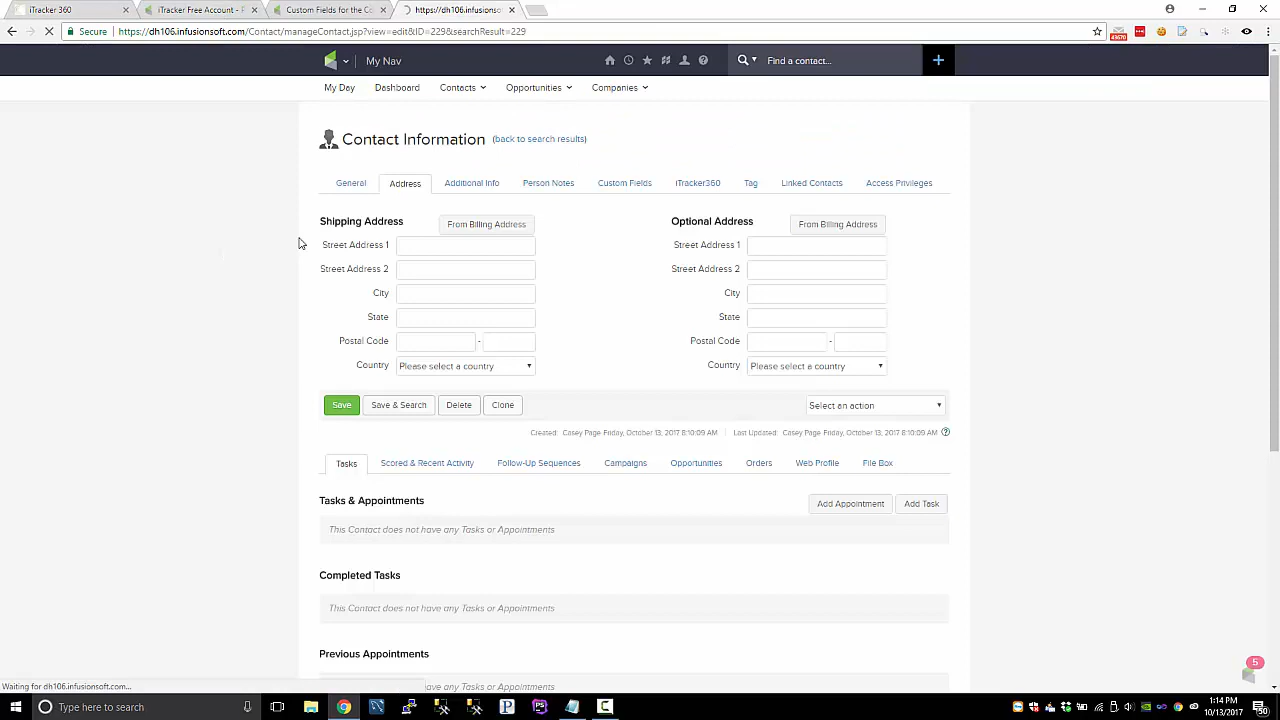 iTracker 360
iTracker Free Account - P
Custom Fields for the Co
https://dh106.infusionso
Secure https://dh106.infusionsoft.com/Contact/manageContact.jsp?view=edit&ID=229&searchResult=229
43670
My Nav
Find a contact...
My Day Dashboard Contacts Opportunities Companies
Contact Information (back to search results)
General Address Additional Info Person Notes Custom Fields iTracker360 Tag Linked Contacts Access Privileges
Shipping Address From Billing Address Optional Address From Billing Address
Street Address 1 Street Address 1
Street Address 2 Street Address 2
City City
State State
Postal Code - Postal Code -
Country Please select a country Country Please select a country
Save Save & Search Delete Clone Select an action
Created: Casey Page Friday, October 13, 2017 8:10:09 AM | Last Updated: Casey Page Friday, October 13, 2017 8:10:09 AM
Tasks Scored & Recent Activity Follow-Up Sequences Campaigns Opportunities Orders Web Profile File Box
Tasks & Appointments Add Appointment Add Task
This Contact does not have any Tasks or Appointments
Completed Tasks
This Contact does not have any Tasks or Appointments
Previous Appointments
5
Waiting for dh106.infusionsoft.com... ave any Tasks or Appointments
Type here to search
1:14 PM
10/13/2017
50